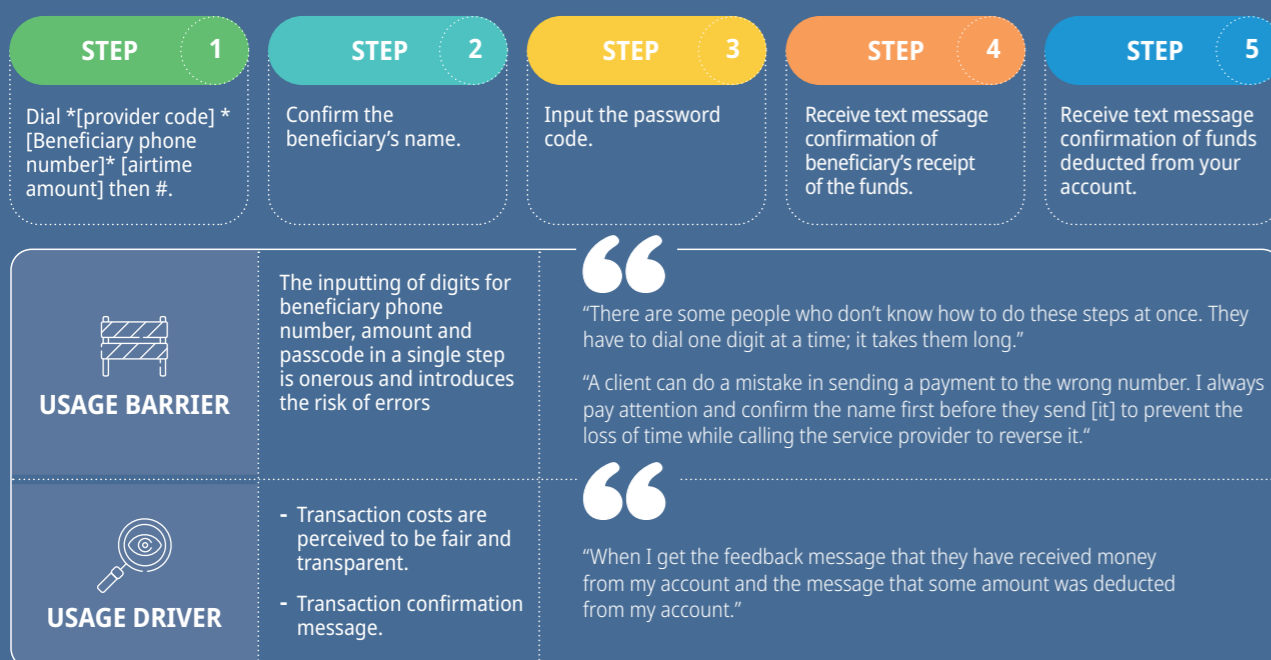 STEP 1
Dial *[provider code] *
[Beneficiary phone
number]* [airtime
amount] then #.
STEP 2
Confirm the
beneficiary’s name.
STEP 3
Input the password
code.
STEP 4
Receive text message
confirmation of
beneficiary’s receipt
of the funds.
STEP 5
Receive text message
confirmation of funds
deducted from your
account.
USAGE BARRIER
The inputting of digits for
beneficiary phone
number, amount and
passcode in a single step
is onerous and introduces
the risk of errors
“There are some people who don’t know how to do these steps at once. They
have to dial one digit at a time; it takes them long.”
“A client can do a mistake in sending a payment to the wrong number. I always
pay attention and confirm the name first before they send [it] to prevent the
loss of time while calling the service provider to reverse it.“
USAGE DRIVER
- Transaction costs are
perceived to be fair and
transparent.
- Transaction confirmation
message.
“When I get the feedback message that they have received money
from my account and the message that some amount was deducted
from my account.”